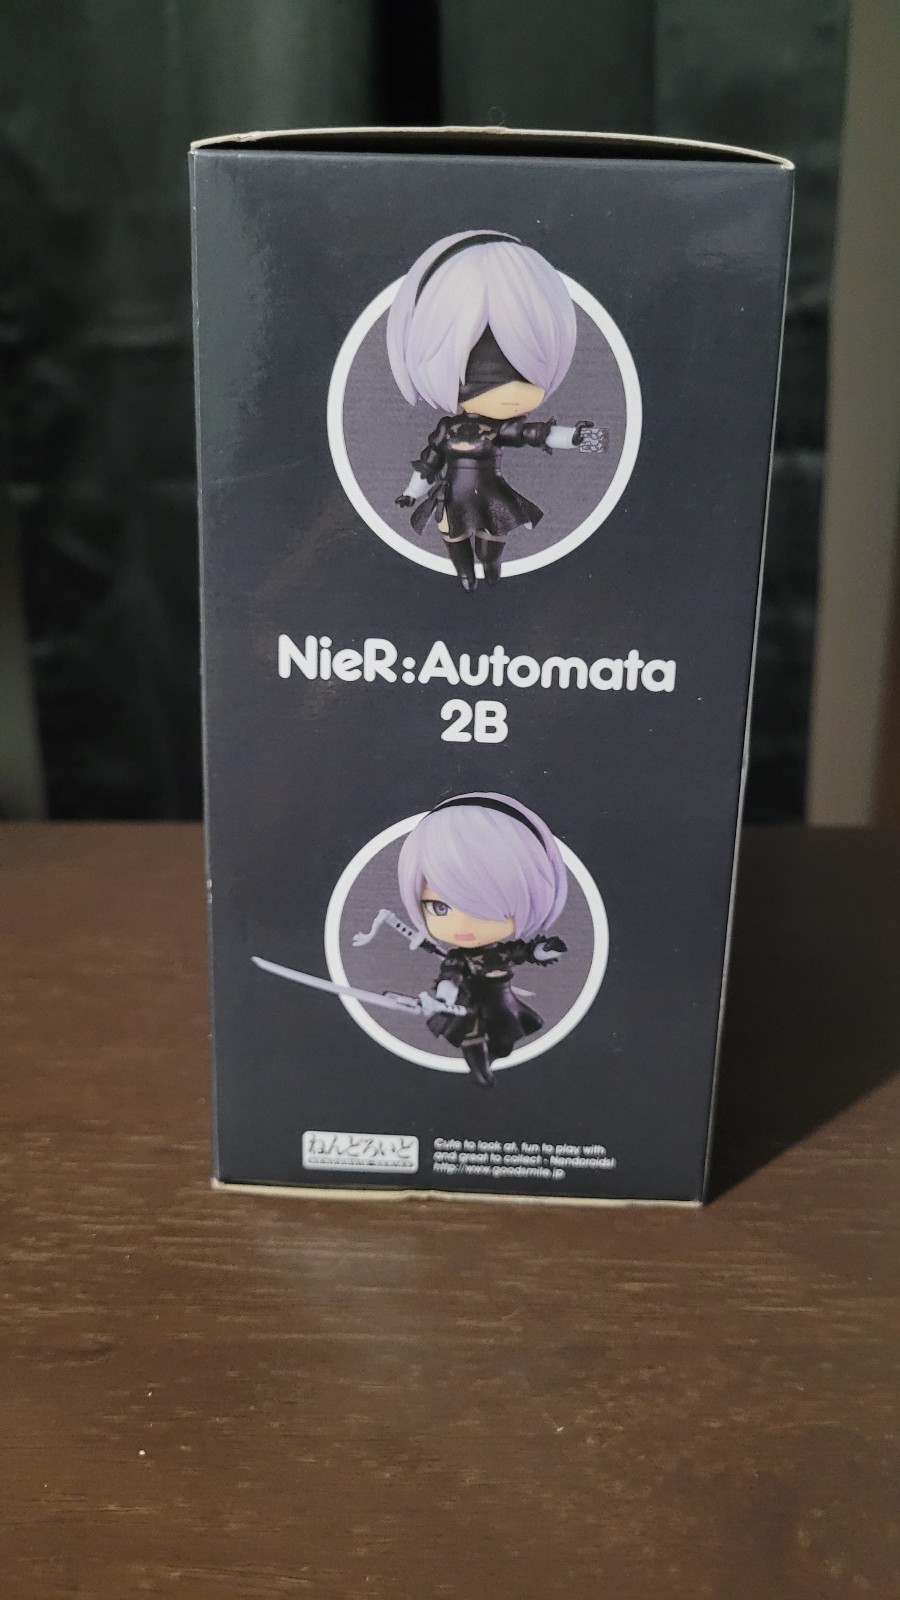 NieR:Automata
2B
ねんどろいど
Cute to look at, fun to play with
and great to collect - Nendoroids!
http://www.goodsmile.jp